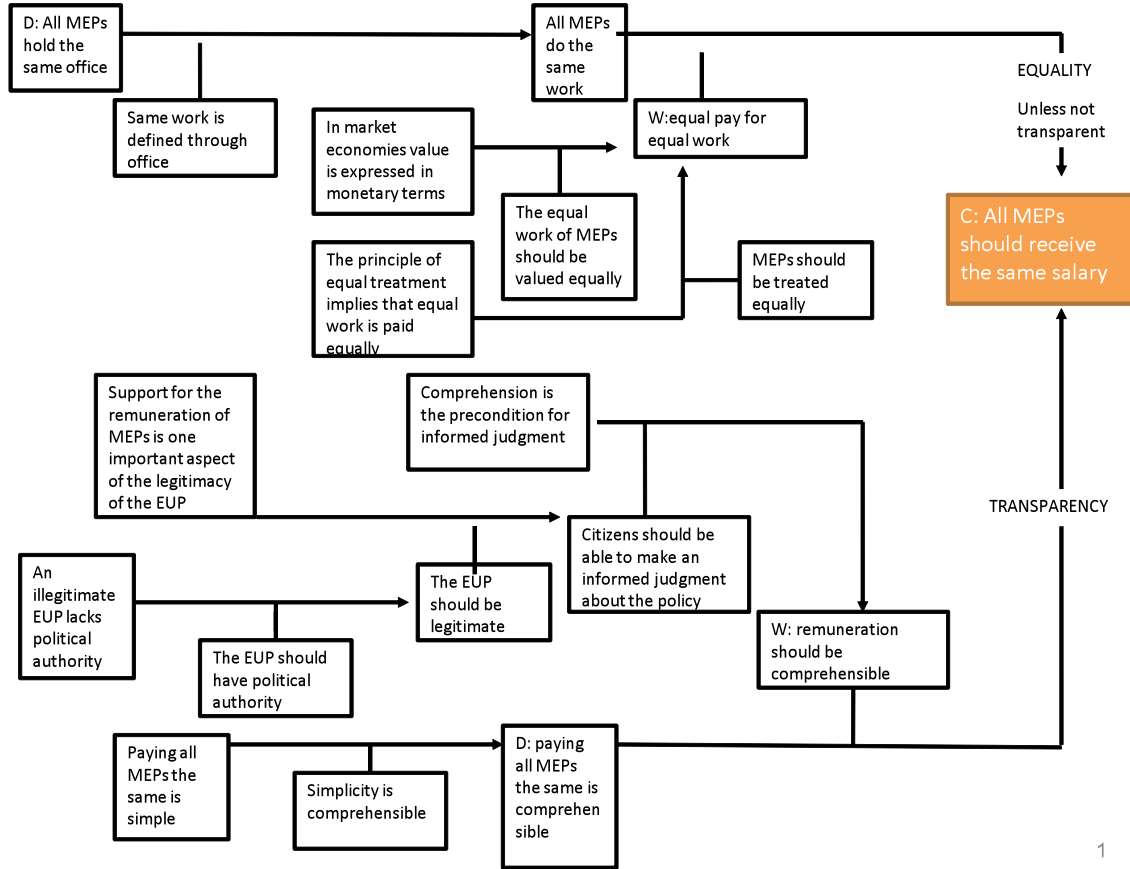 D: All MEPs
hold the
same office
All MEPs
do the
same
work
EQUALITY
Unless not
transparent
Same work is
defined through
office
In market
economies value
is expressed in
monetary terms
W:equal pay for
equal work
The equal
work of MEPs
should be
valued equally
C: All MEPs
should receive
the same salary
The principle of
equal treatment
implies that equal
work is paid
equally
MEPs should
be treated
equally
Support for the
remuneration of
MEPs is one
important aspect
of the legitimacy
of the EUP
Comprehension is
the precondition for
informed judgment
TRANSPARENCY
Citizens should be
able to make an
informed judgment
about the policy
An
illegitimate
EUP lacks
political
authority
The EUP
should be
legitimate
The EUP should
have political
authority
W: remuneration
should be
comprehensible
Paying all
MEPs the
same is
simple
Simplicity is
comprehensible
D: paying
all MEPs
the same is
comprehen
sible
1